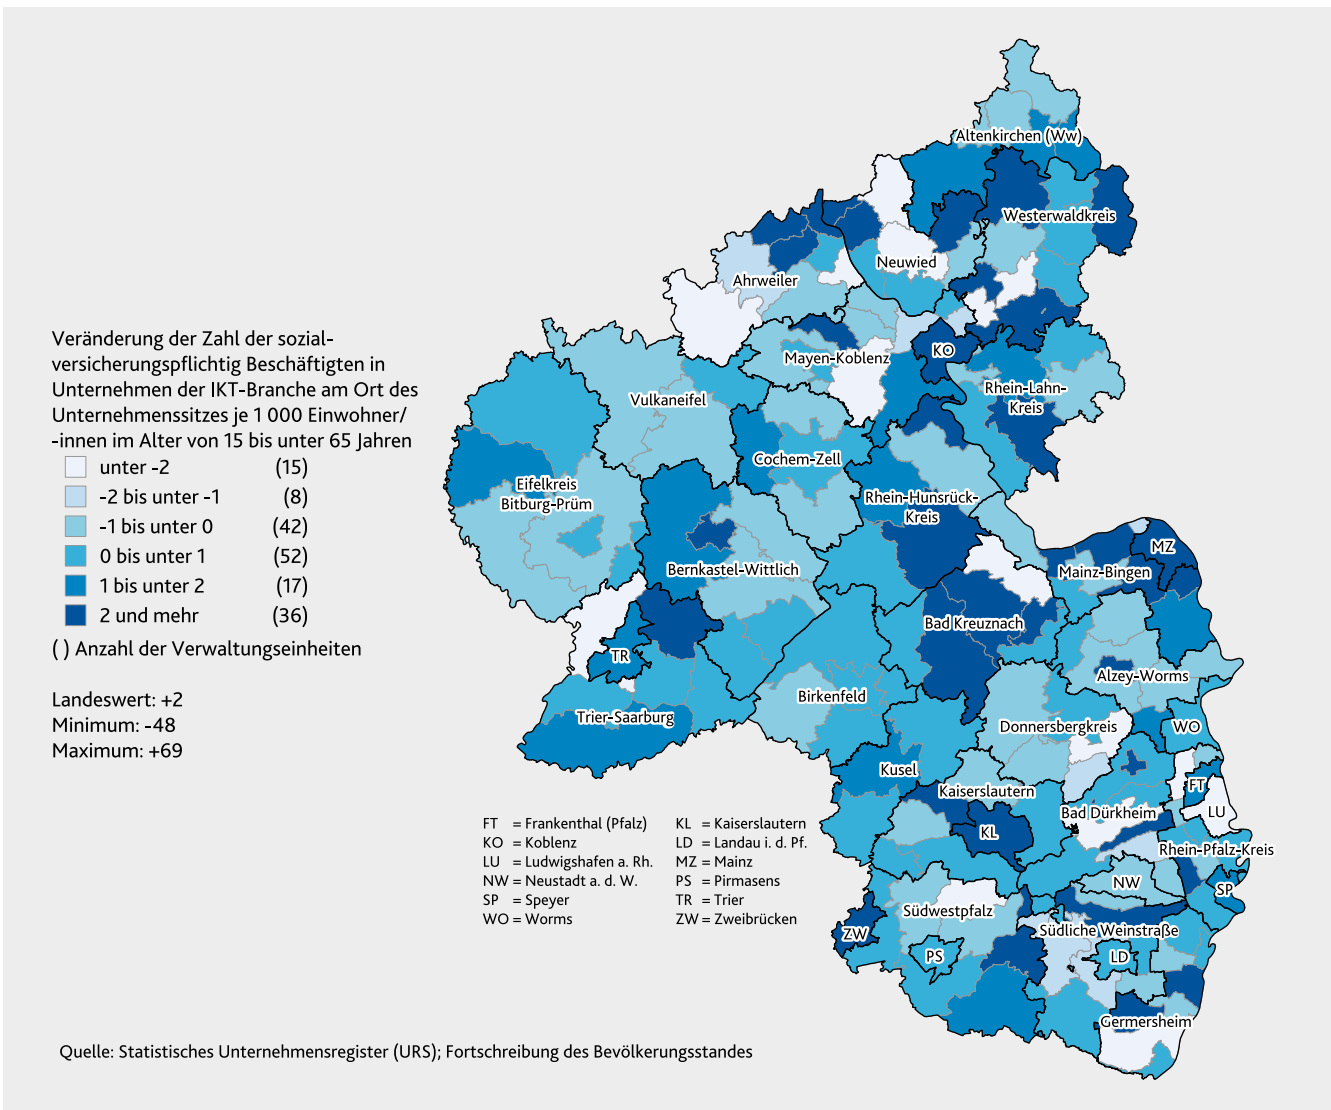 Altenkirchen (Ww)
Westerwaldkreis
Neuwied
Ahrweiler
Mayen-Koblenz
KO
Rhein-Lahn-
Kreis
Vulkaneifel
Cochem-Zell
Eifelkreis
Bitburg-Prüm
Rhein-Hunsrück-
Kreis
Bernkastel-Wittlich
MZ
Mainz-Bingen
Bad Kreuznach
TR
Alzey-Worms
Birkenfeld
Trier-Saarburg
Donnersbergkreis
WO
Kusel
Kaiserslautern
FT
LU
Bad Dürkheim
KL
Rhein-Pfalz-Kreis
NW
SP
Südwestpfalz
ZW
Südliche Weinstraße
PS
LD
Germersheim
Veränderung der Zahl der sozial-
versicherungspflichtig Beschäftigten in
Unternehmen der IKT-Branche am Ort des
Unternehmenssitzes je 1 000 Einwohner/
-innen im Alter von 15 bis unter 65 Jahren
unter -2 (15)
-2 bis unter -1 (8)
-1 bis unter 0 (42)
0 bis unter 1 (52)
1 bis unter 2 (17)
2 und mehr (36)
( ) Anzahl der Verwaltungseinheiten
Landeswert: +2
Minimum: -48
Maximum: +69
FT = Frankenthal (Pfalz) KL = Kaiserslautern
KO = Koblenz LD = Landau i. d. Pf.
LU = Ludwigshafen a. Rh. MZ = Mainz
NW = Neustadt a. d. W. PS = Pirmasens
SP = Speyer TR = Trier
WO = Worms ZW = Zweibrücken
Quelle: Statistisches Unternehmensregister (URS); Fortschreibung des Bevölkerungsstandes